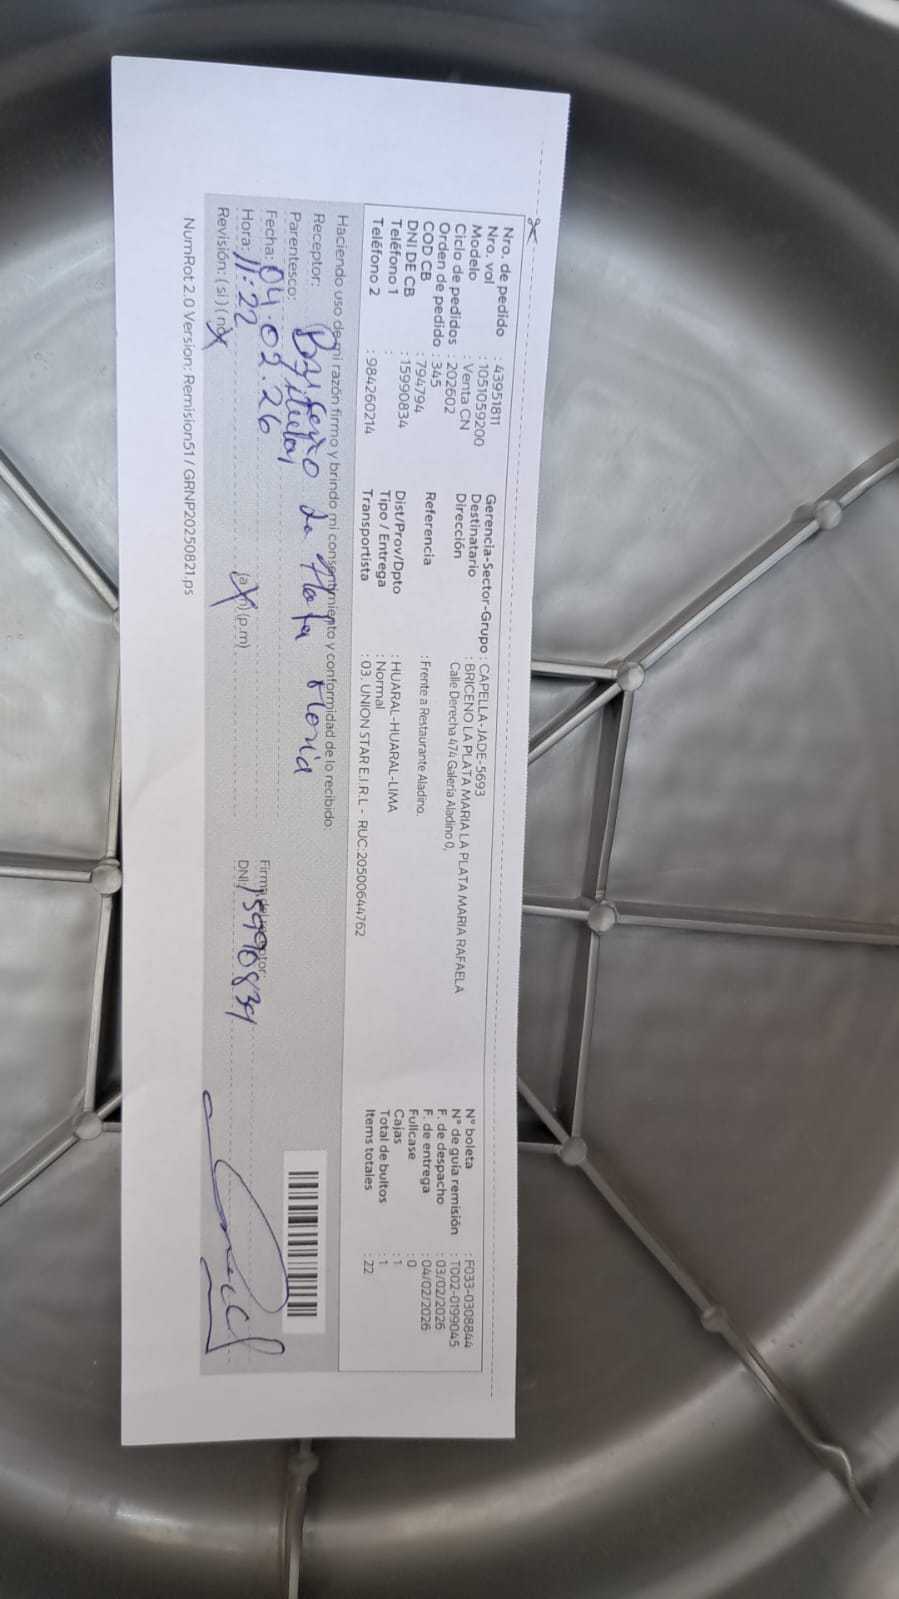 Nro. de pedido : 43951811
Nro. vol : 1051059200
Modelo : Venta CN
Ciclo de pedidos : 202602
Orden de pedido : 345
COD CB : 794794
DNI DE CB : 15990834
Teléfono 1 :
Teléfono 2 : 984260214
Gerencia-Sector-Grupo : CAPELLA-JADE-5693
Destinatario : BRICENO LA PLATA MARIA LA PLATA MARIA RAFAELA
Dirección Calle Derecha 474 Galeria Aladino 0,
Referencia : Frente a Restaurante Aladino.
Dist/Prov/Dpto : HUARAL-HUARAL-LIMA
Tipo / Entrega : Normal
Transportista : 03. UNION STAR E.I.R.L - RUC:20500644762
N° boleta : F033-0308844
N° de guía remisión : T002-0199045
F. de despacho : 03/02/2026
F. de entrega : 04/02/2026
Fullcase : 0
Cajas : 1
Total de bultos : 1
Items totales : 22
Haciendo uso de mi razón firmo y brindo mi consentimiento y conformidad de lo recibido
Receptor: Briceño La Plata Maria
Parentesco: titular
Fecha: 04.02.26
Hora: 11:22 (a.m) (p.m)
Revisión: (si) (no)
Firma del receptor:
DNI: 15990834
NumRot 2.0 Version: Remision51 / GRNP20250821.ps